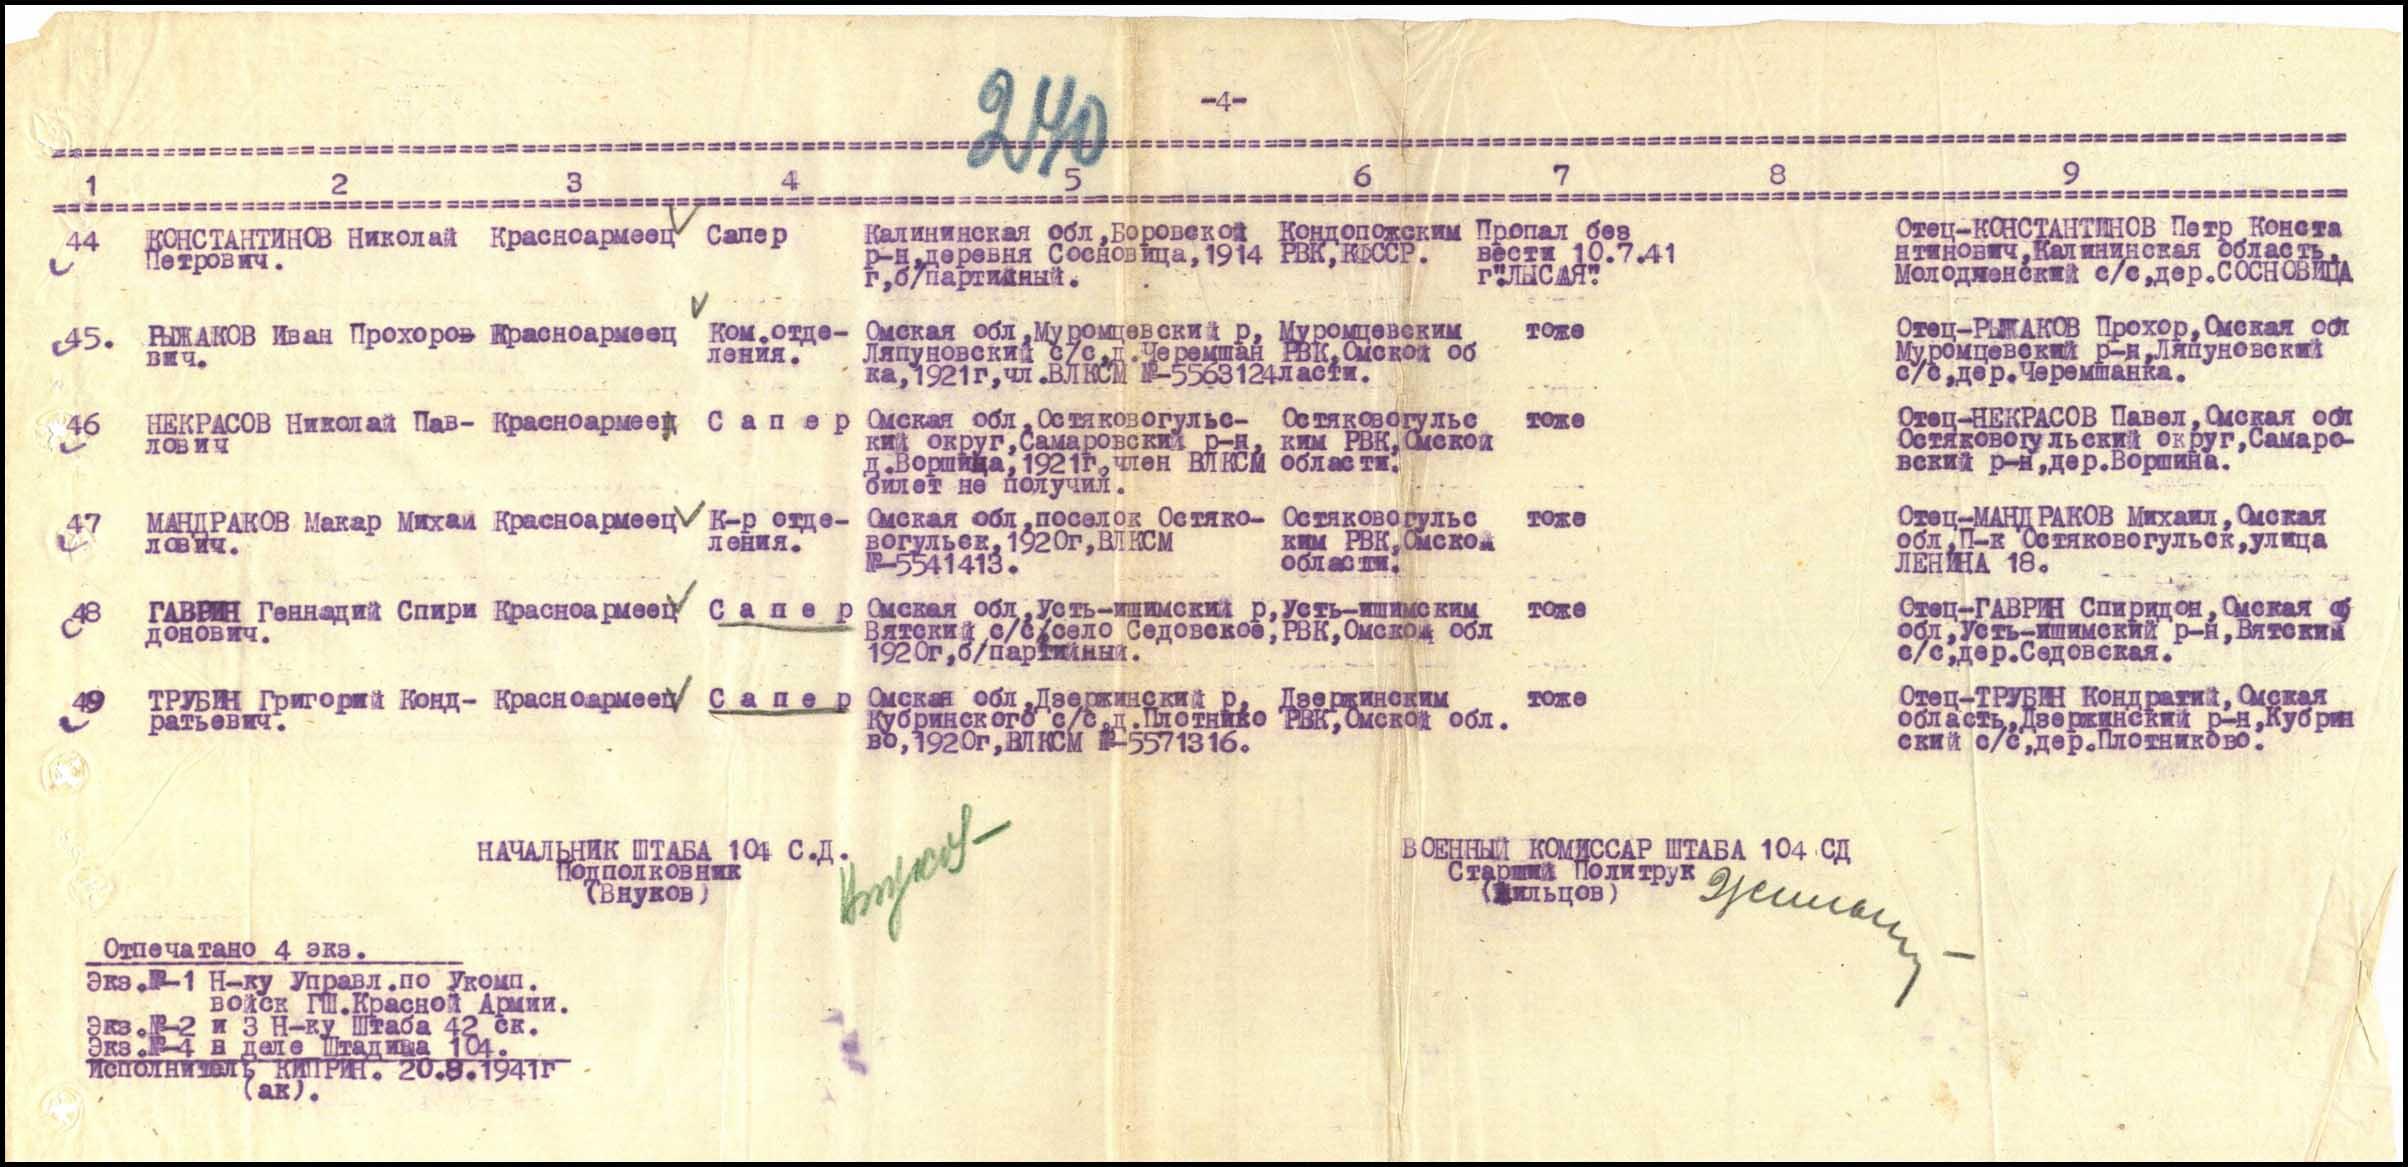 240
-4-
1 2 3 4 5 6 7 8 9
44 КОНСТАНТИНОВ Николай Красноармеец Сапер Калининская обл,Боровской Кондопожским Пропал без Отец-КОНСТАНТИНОВ Петр Конста
Петрович. р-н,деревня Сосновица,1914 РВК,КФССР. вести 10.7.41 нтинович,Калининская область,
г,б/партийный. г"ЛЫСАЯ". с/с,дер.СОСНОВИЦА
45. РЫЖАКОВ Иван Прохоров Красноармеец Ком.отде- Омская обл,Муромцевский р, Муромцевским тоже Отец-РЫЖАКОВ Прохор,Омская обл
вич. ления. Ляпуновский с/с,д.Черемшан РВК,Омской об Муромцевский р-н,Ляпуновский
ка,1921г,чл.ВЛКСМ №-5563124ласти. с/с,дер.Черемшанка.
46 НЕКРАСОВ Николай Пав- Красноармеец С а п е р Омская обл,Остяковогульс- Остяковогульс тоже Отец-НЕКРАСОВ Павел,Омская обл
лович кий округ,Самаровский р-н, ким РВК,Омской Остяковогульский округ,Самаро-
д.Воршина,1921г,член ВЛКСМ области. вский р-н,дер.Воршина.
билет не получил.
47 МАНДРАКОВ Макар Михаи Красноармеец К-р отде- Омская обл,поселок Остяко- Остяковогульс тоже Отец-МАНДРАКОВ Михаил,Омская
лович. ления. вогульск,1920г,ВЛКСМ ким РВК,Омской обл,П-к Остяковогульск,улица
№-5541413. области. ЛЕНИНА 18.
48 ГАВРИН Геннадий Спири Красноармеец С а п е р Омская обл,Усть-ишимский р,Усть-ишимским тоже Отец-ГАВРИН Спиридон,Омская
донович. Вятский с/с,село Седовское,РВК,Омской обл обл,Усть-ишимский р-н,Вятский
1920г,б/партийный. с/с,дер.Седовская.
49 ТРУБИН Григорий Конд- Красноармеец С а п е р Омская обл,Дзержинский р, Дзержинским тоже Отец-ТРУБИН Кондратий,Омская
ратьевич. Кубринского с/с,д.Плотнико РВК,Омской обл. область,Дзержинский р-н,Кубрин
во,1920г,ВЛКСМ №-5571316. ский с/с,дер.Плотниково.
НАЧАЛЬНИК ШТАБА 104 С.Д. ВОЕННЫЙ КОМИССАР ШТАБА 104 СД
Подполковник Старший Политрук
(Внуков) Внуков (Жильцов)
Отпечатано 4 экз.
Экз.№-1 Н-ку Управл.по Укомп.
войск ГШ.Красной Армии.
Экз.№-2 и 3 Н-ку Штаба 42 ск.
Экз.№-4 в деле Штадива 104.
Исполнитель КИПРИН. 20.8.1941г
(ак).